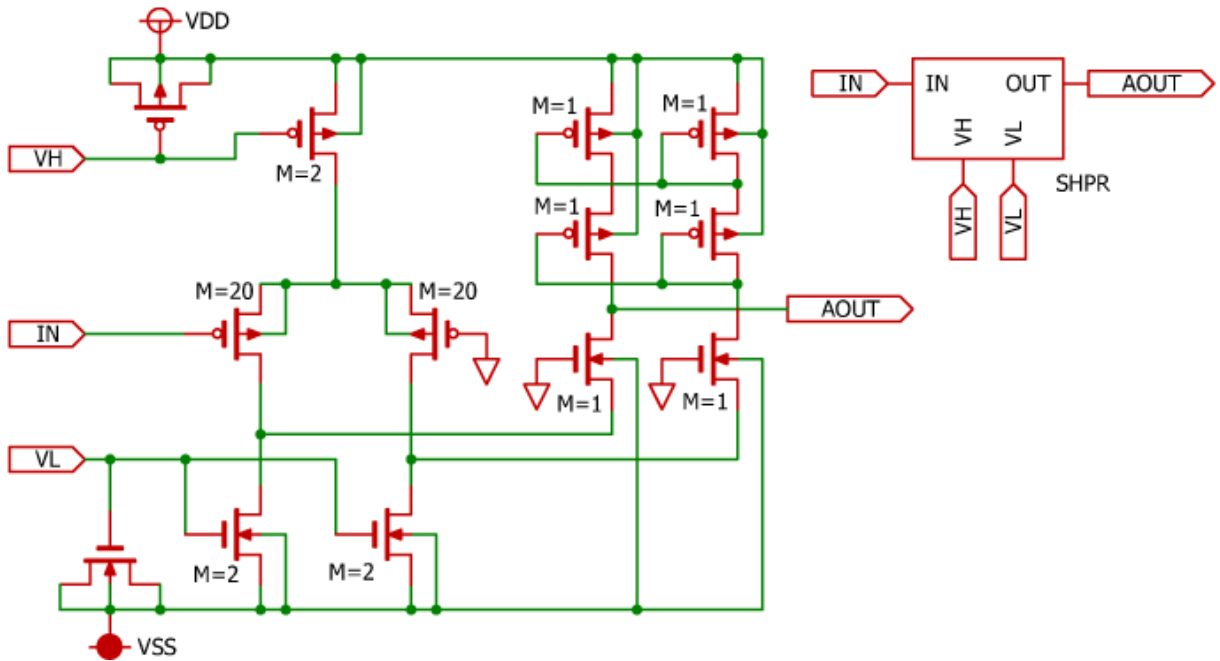 VDD
IN
IN
OUT
AOUT
VH
VL
SHPR
VH
VL
M=1
M=1
VH
M=2
M=1
M=1
M=20
M=20
IN
AOUT
M=1
M=1
VL
M=2
M=2
VSS